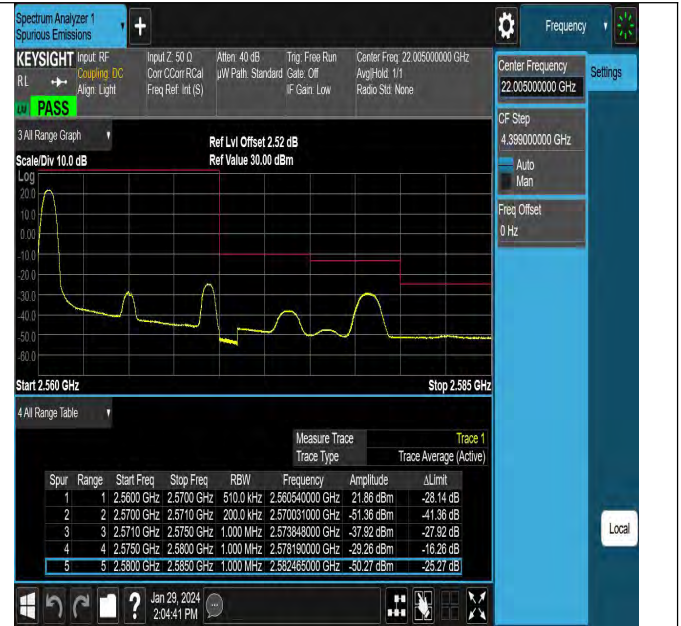 Spectrum Analyzer 1
Spurious Emissions
+
Frequency
KEYSIGHT
RL
Input: RF
Coupling: DC
Align: Light
Input Z: 50 Ω
Corr CCorr RCal
Freq Ref: Int (S)
Atten: 40 dB
µW Path: Standard
Trig: Free Run
Gate: Off
IF Gain: Low
Center Freq: 22.005000000 GHz
Avg|Hold: 1/1
Radio Std: None
PASS
3 All Range Graph
Scale/Div 10.0 dB
Ref Lvl Offset 2.52 dB
Ref Value 30.00 dBm
Log
20.0
10.0
0.00
-10.0
-20.0
-30.0
-40.0
-50.0
-60.0
Start 2.560 GHz
Stop 2.585 GHz
4 All Range Table
Measure Trace Trace 1
Trace Type Trace Average (Active)
Spur Range Start Freq Stop Freq RBW Frequency Amplitude ΔLimit
1 1 2.5600 GHz 2.5700 GHz 510.0 kHz 2.560540000 GHz 21.86 dBm -28.14 dB
2 2 2.5700 GHz 2.5710 GHz 200.0 kHz 2.570031000 GHz -51.36 dBm -41.36 dB
3 3 2.5710 GHz 2.5750 GHz 1.000 MHz 2.573848000 GHz -37.92 dBm -27.92 dB
4 4 2.5750 GHz 2.5800 GHz 1.000 MHz 2.578190000 GHz -29.26 dBm -16.26 dB
5 5 2.5800 GHz 2.5850 GHz 1.000 MHz 2.582465000 GHz -50.27 dBm -25.27 dB
Center Frequency
22.005000000 GHz
Settings
CF Step
4.399000000 GHz
Auto
Man
Freq Offset
0 Hz
Local
?
Jan 29, 2024
2:04:41 PM